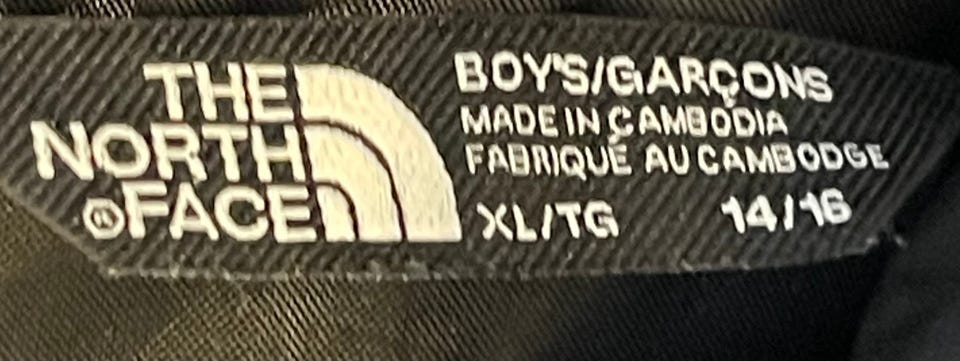 THE
NORTH
®FACE
BOY'S/GARÇONS
MADE IN CAMBODIA
FABRIQUÉ AU CAMBODGE
XL/TG 14/16